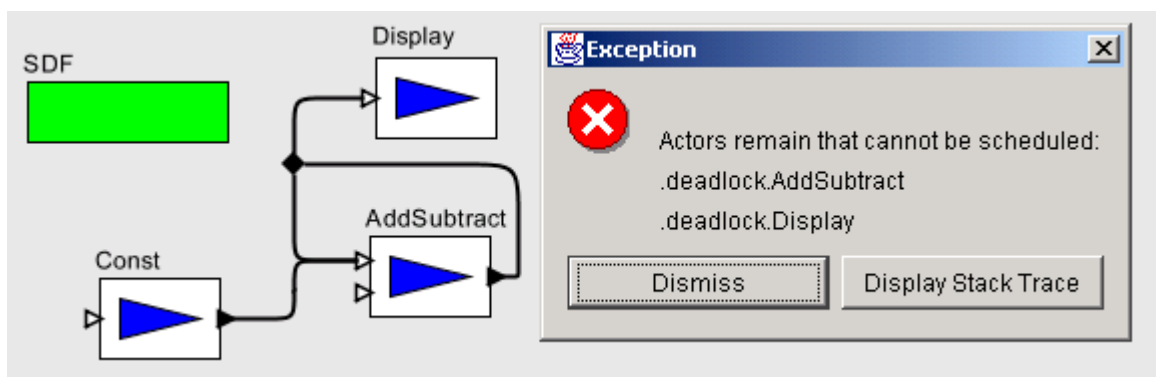 SDF
Display
AddSubtract
Const
Exception
Actors remain that cannot be scheduled:
.deadlock.AddSubtract
.deadlock.Display
Dismiss
Display Stack Trace